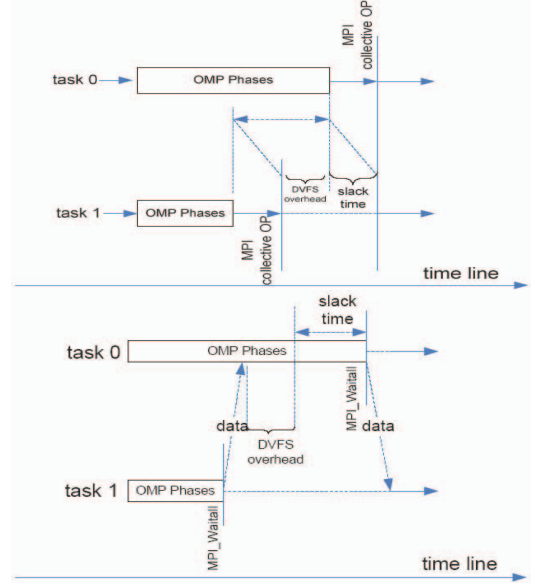 MPI
collective OP
task 0
OMP Phases
DVFS
overhead
slack
time
task 1
OMP Phases
MPI
collective OP
time line
slack
time
task 0
OMP Phases
MPI_Waitall
data
data
DVFS
overhead
task 1
OMP Phases
MPI_Waitall
time line